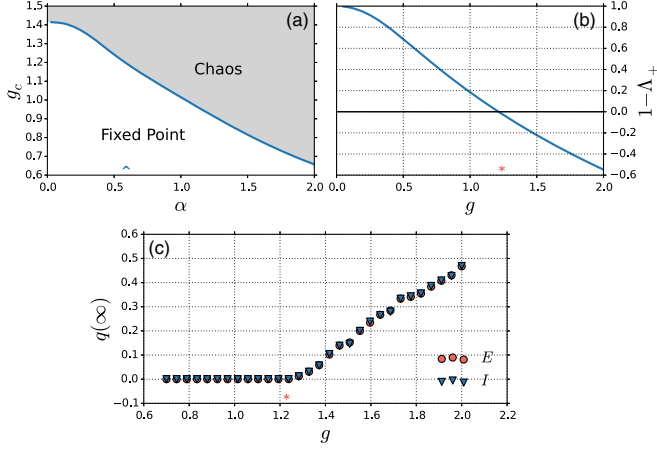 1.5
1.4
1.3
1.2
1.1
1.0
0.9
0.8
0.7
0.6
g_c
(a)
Chaos
Fixed Point
^
0.0 0.5 1.0 1.5 2.0
α
(b)
1.0
0.8
0.6
0.4
0.2
0.0
−0.2
−0.4
−0.6
1−Λ₊
*
0.0 0.5 1.0 1.5 2.0
g
(c)
0.6
0.5
0.4
0.3
0.2
0.1
0.0
−0.1
q(∞)
E
I
*
0.6 0.8 1.0 1.2 1.4 1.6 1.8 2.0 2.2
g